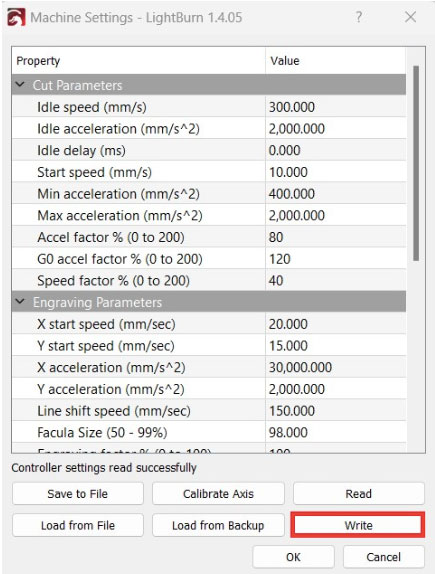 Machine Settings - LightBurn 1.4.05 ? ×
Property Value
Cut Parameters
Idle speed (mm/s) 300.000
Idle acceleration (mm/s^2) 2,000.000
Idle delay (ms) 0.000
Start speed (mm/s) 10.000
Min acceleration (mm/s^2) 400.000
Max acceleration (mm/s^2) 2,000.000
Accel factor % (0 to 200) 80
G0 accel factor % (0 to 200) 120
Speed factor % (0 to 200) 40
Engraving Parameters
X start speed (mm/sec) 20.000
Y start speed (mm/sec) 15.000
X acceleration (mm/s^2) 30,000.000
Y acceleration (mm/s^2) 2,000.000
Line shift speed (mm/sec) 150.000
Facula Size (50 - 99%) 98.000
Engraving factor % (0 to 100) 100
Controller settings read successfully
Save to File Calibrate Axis Read
Load from File Load from Backup Write
OK Cancel